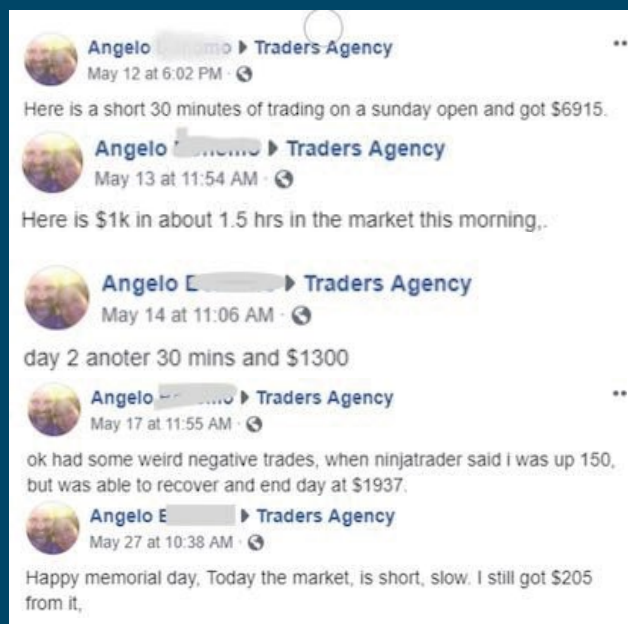 Angelo ▸ Traders Agency
May 12 at 6:02 PM ·
Here is a short 30 minutes of trading on a sunday open and got $6915.
Angelo ▸ Traders Agency
May 13 at 11:54 AM ·
Here is $1k in about 1.5 hrs in the market this morning,.
Angelo ▸ Traders Agency
May 14 at 11:06 AM ·
day 2 anoter 30 mins and $1300
Angelo ▸ Traders Agency
May 17 at 11:55 AM ·
ok had some weird negative trades, when ninjatrader said i was up 150,
but was able to recover and end day at $1937.
Angelo ▸ Traders Agency
May 27 at 10:38 AM ·
Happy memorial day, Today the market, is short, slow. I still got $205
from it,